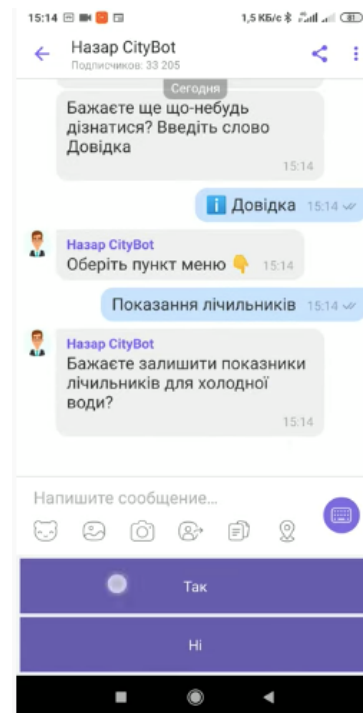 15:14
1,5 КБ/с
Назар CityBot
Подписчиков: 33 205
Сегодня
Бажаєте ще що-небудь
дізнатися? Введіть слово
Довідка
15:14
Довідка 15:14
Назар CityBot
Оберіть пункт меню 15:14
Показання лічильників 15:14
Назар CityBot
Бажаєте залишити показники
лічильників для холодної
води?
15:14
Напишите сообщение...
Так
Ні